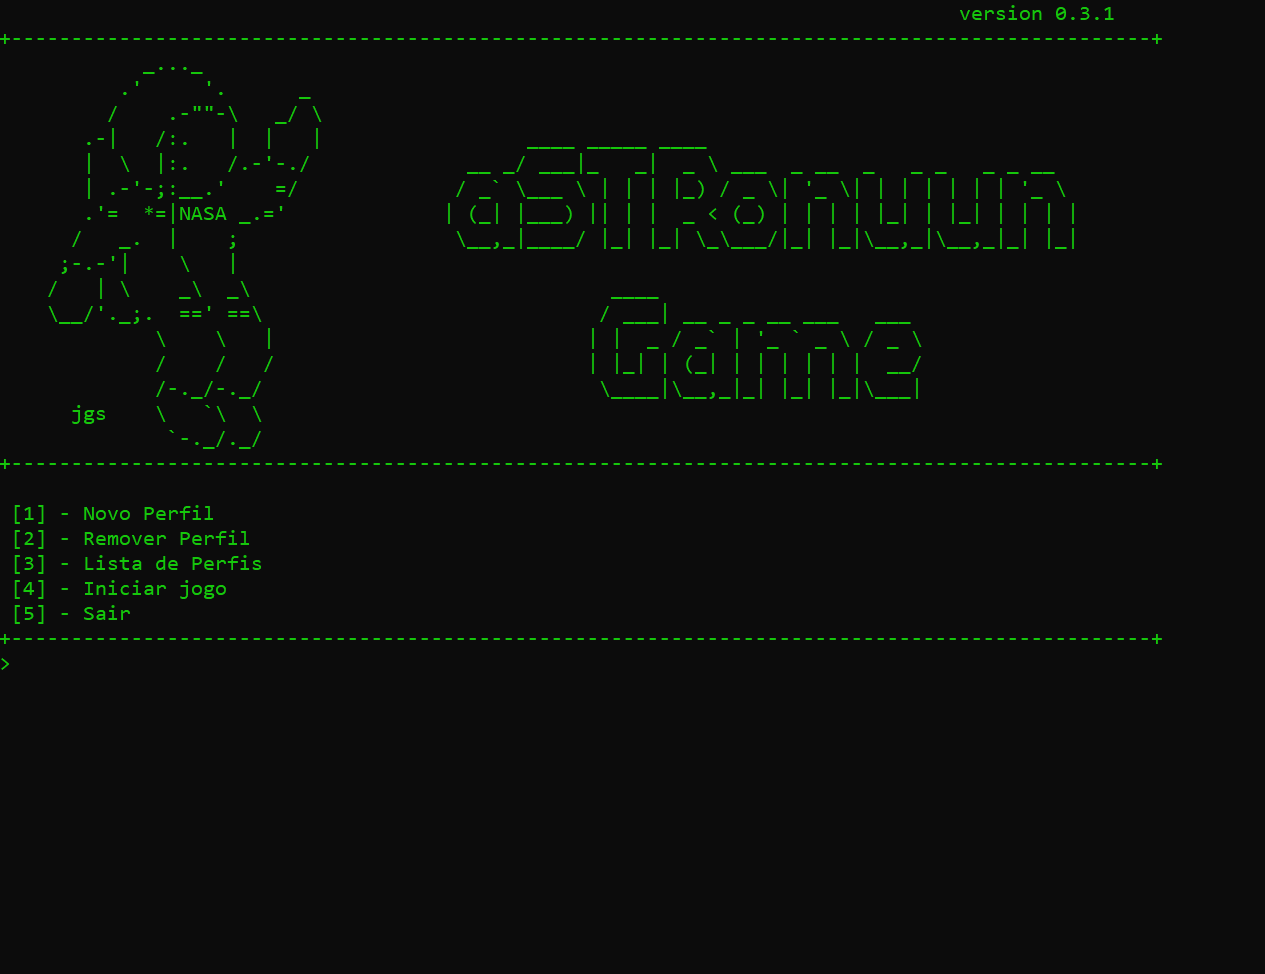 version 0.3.1
NASA
aSTRonuun
Game
jgs
[1] - Novo Perfil
[2] - Remover Perfil
[3] - Lista de Perfis
[4] - Iniciar jogo
[5] - Sair
>